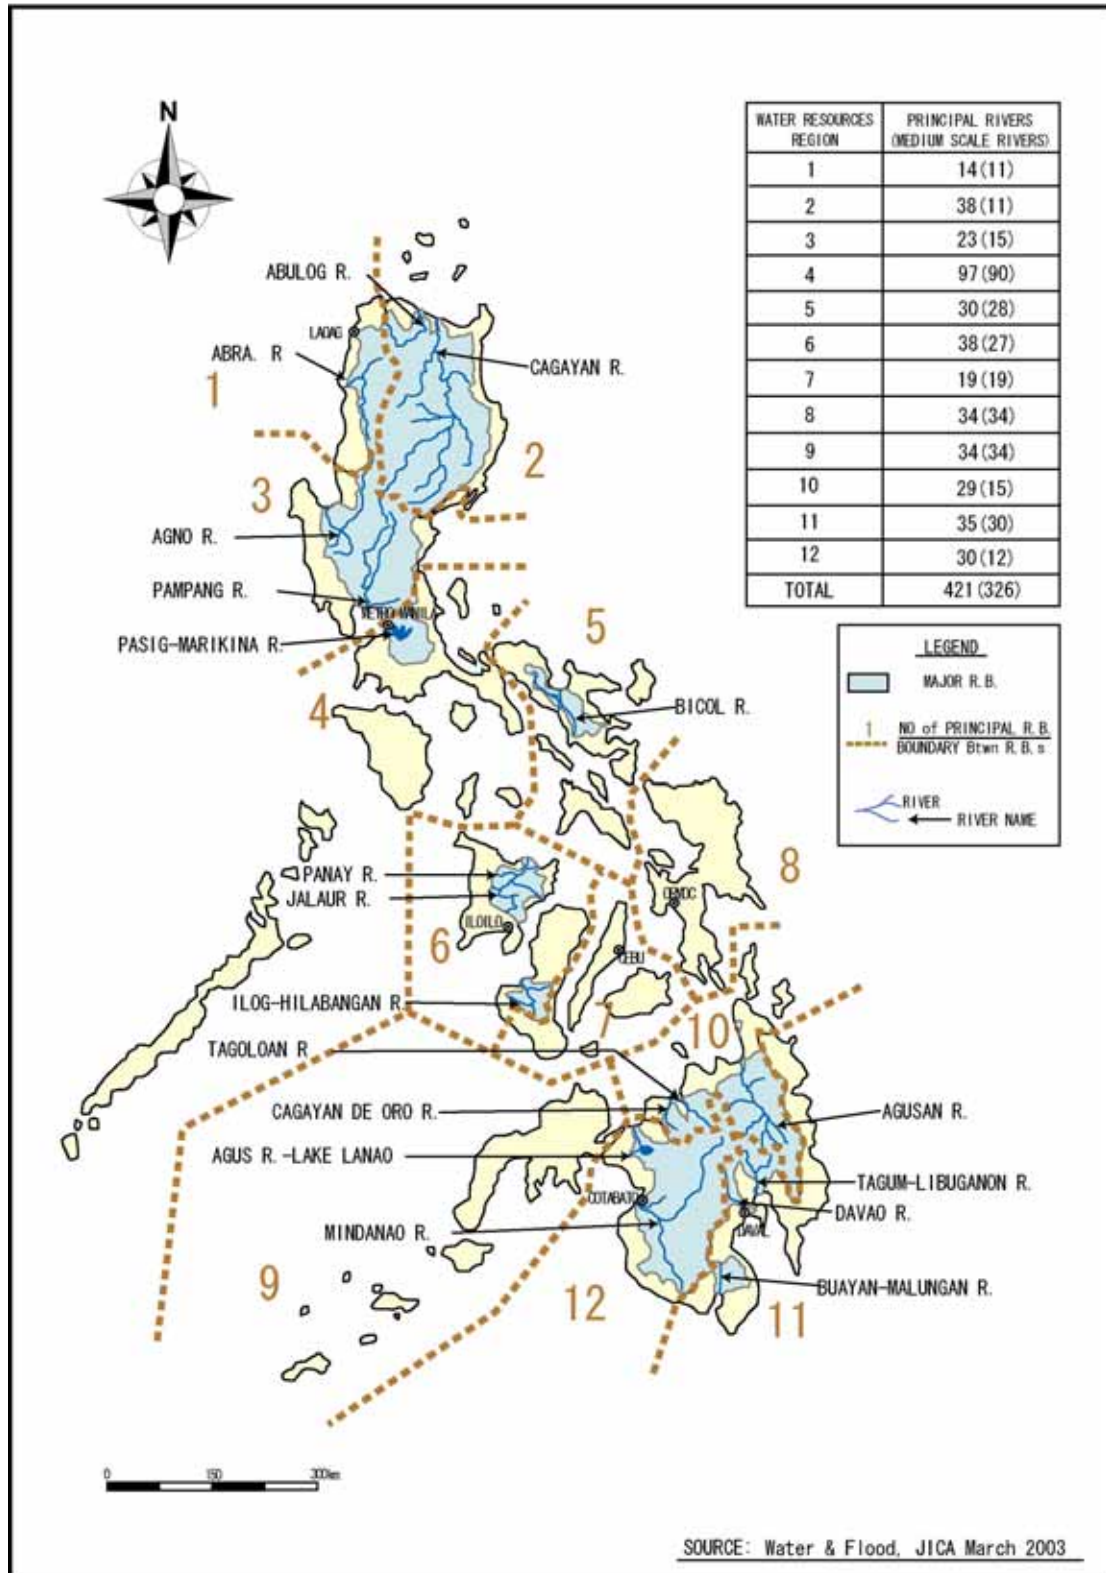 N
WATER RESOURCES REGION PRINCIPAL RIVERS (MEDIUM SCALE RIVERS)
1 14(11)
2 38(11)
3 23(15)
4 97(90)
5 30(28)
6 38(27)
7 19(19)
8 34(34)
9 34(34)
10 29(15)
11 35(30)
12 30(12)
TOTAL 421(326)
LEGEND
MAJOR R.B.
1 NO of PRINCIPAL R.B.
BOUNDARY Btwn R.B.s
RIVER
RIVER NAME
ABULOG R.
LAOAG
ABRA. R
CAGAYAN R.
1
2
3
AGNO R.
PAMPANG R.
METRO MANILA
PASIG-MARIKINA R.
5
4
BICOL R.
8
PANAY R.
JALAUR R.
ORMOC
ILOILO
6
CEBU
ILOG-HILABANGAN R.
7
10
TAGOLOAN R
CAGAYAN DE ORO R.
AGUSAN R.
AGUS R.-LAKE LANAO
TAGUM-LIBUGANON R.
COTABATO
DAVAO R.
DAVAL
MINDANAO R.
9
BUAYAN-MALUNGAN R.
12
11
0 150 300km
SOURCE: Water & Flood, JICA March 2003